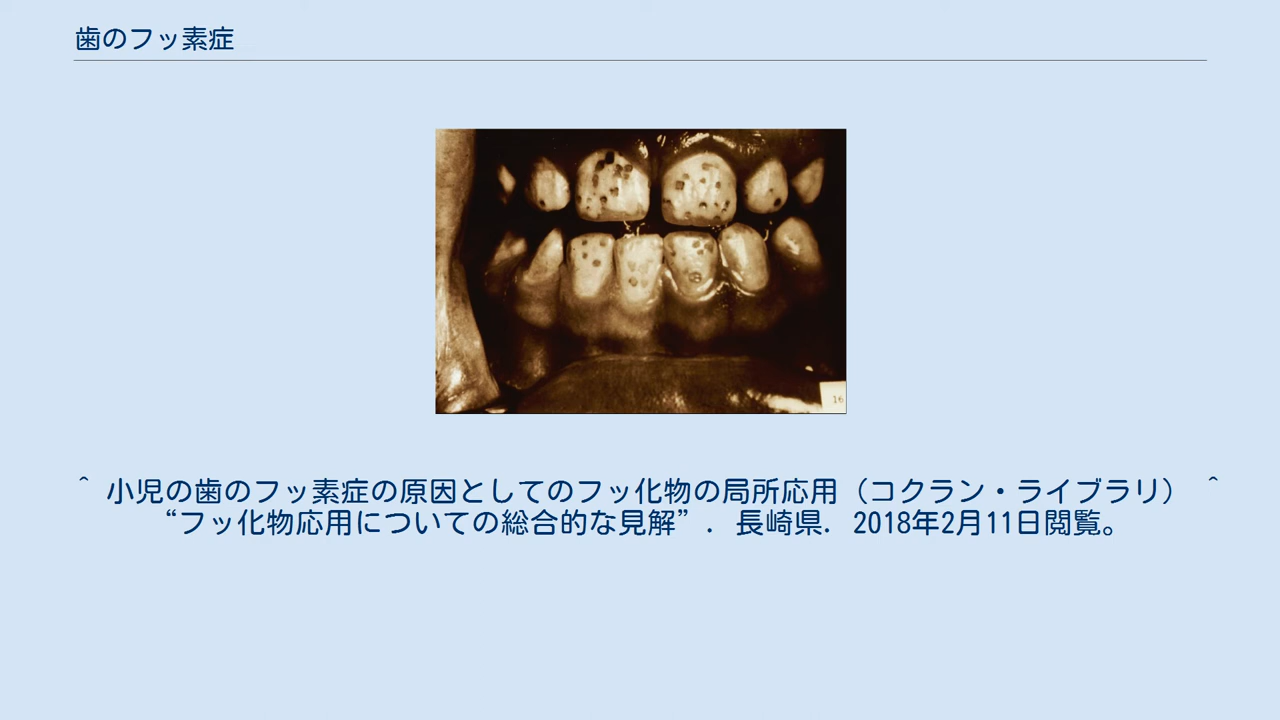 歯のフッ素症
16
^ 小児の歯のフッ素症の原因としてのフッ化物の局所応用（コクラン・ライブラリ） ^
“フッ化物応用についての総合的な見解”. 長崎県. 2018年2月11日閲覧。